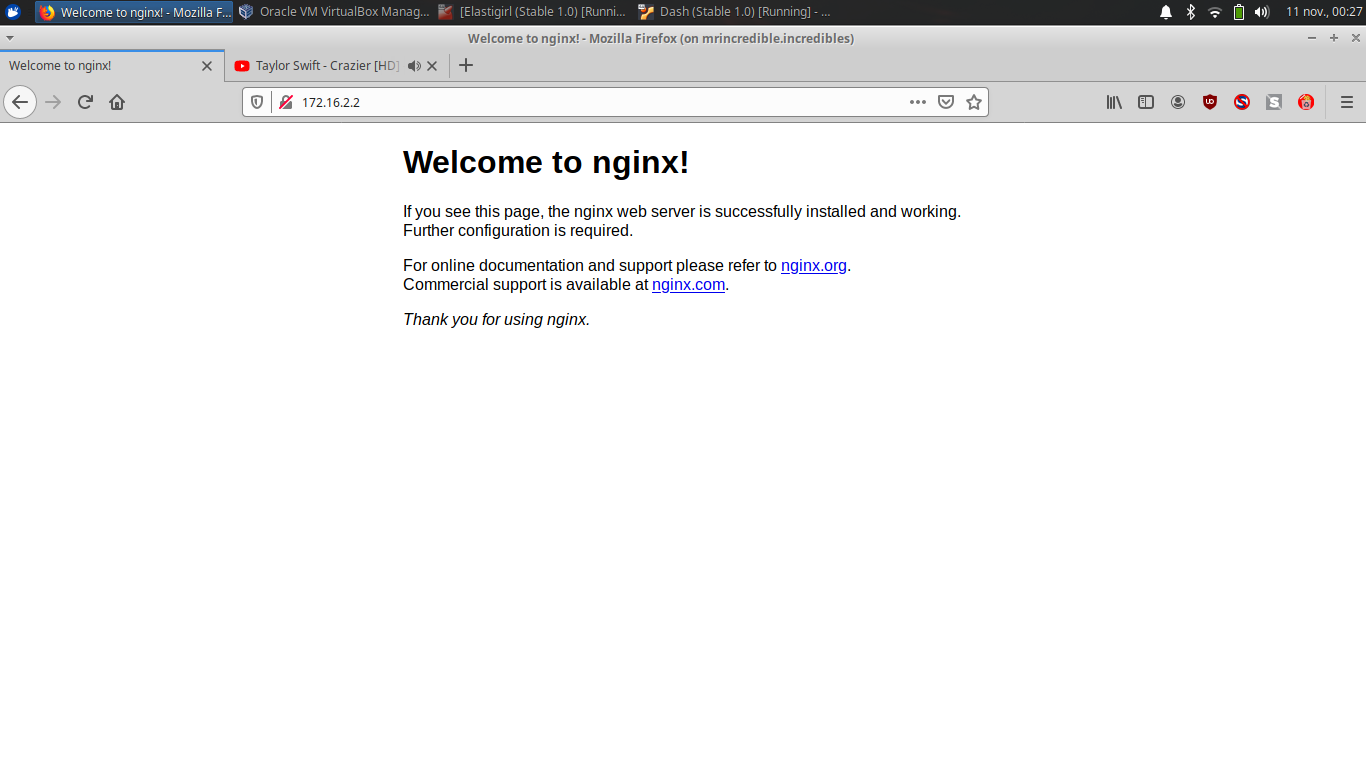 Welcome to nginx! - Mozilla F...
Oracle VM VirtualBox Manag...
[Elastigirl (Stable 1.0) [Runni...
Dash (Stable 1.0) [Running] - ...
11 nov., 00:27
Welcome to nginx! - Mozilla Firefox (on mrincredible.incredibles)
Welcome to nginx!
Taylor Swift - Crazier [HD]
172.16.2.2
Welcome to nginx!
If you see this page, the nginx web server is successfully installed and working.
Further configuration is required.
For online documentation and support please refer to nginx.org.
Commercial support is available at nginx.com.
Thank you for using nginx.